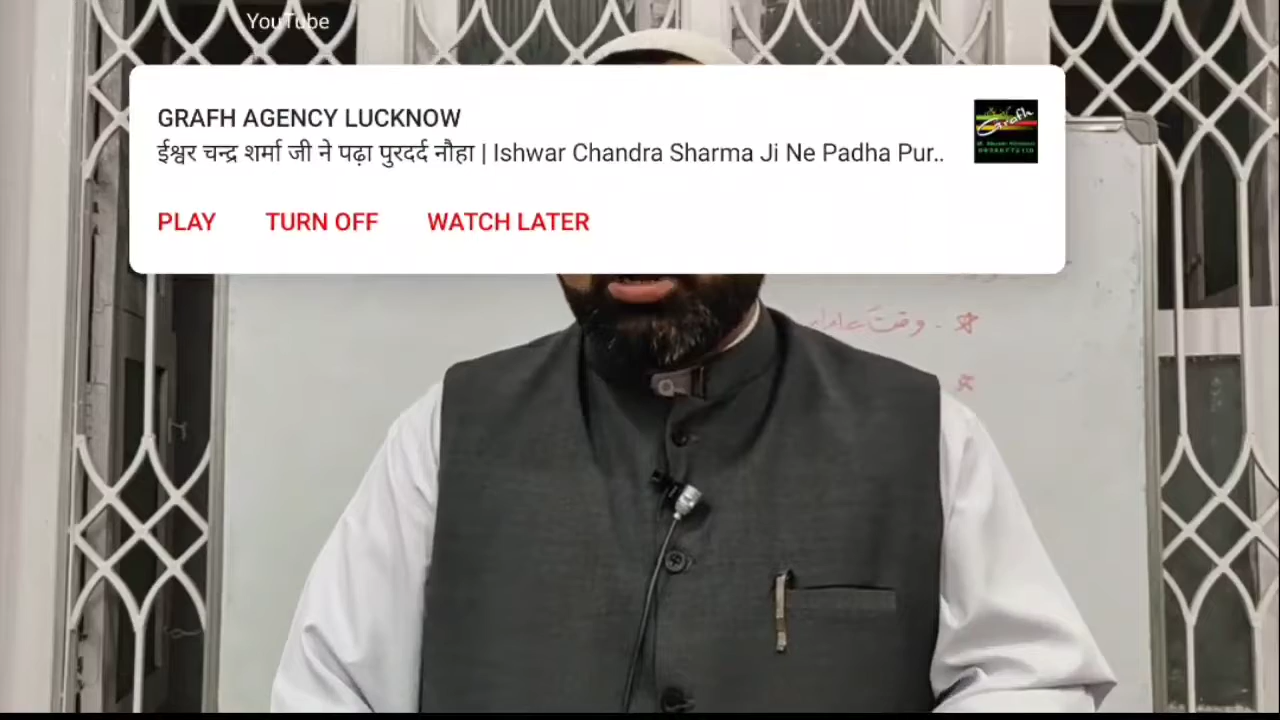 YouTube
GRAFH AGENCY LUCKNOW
ईश्वर चन्द्र शर्मा जी ने पढ़ा पुरदर्द नौहा | Ishwar Chandra Sharma Ji Ne Padha Pur..
Grafh
PLAY TURN OFF WATCH LATER